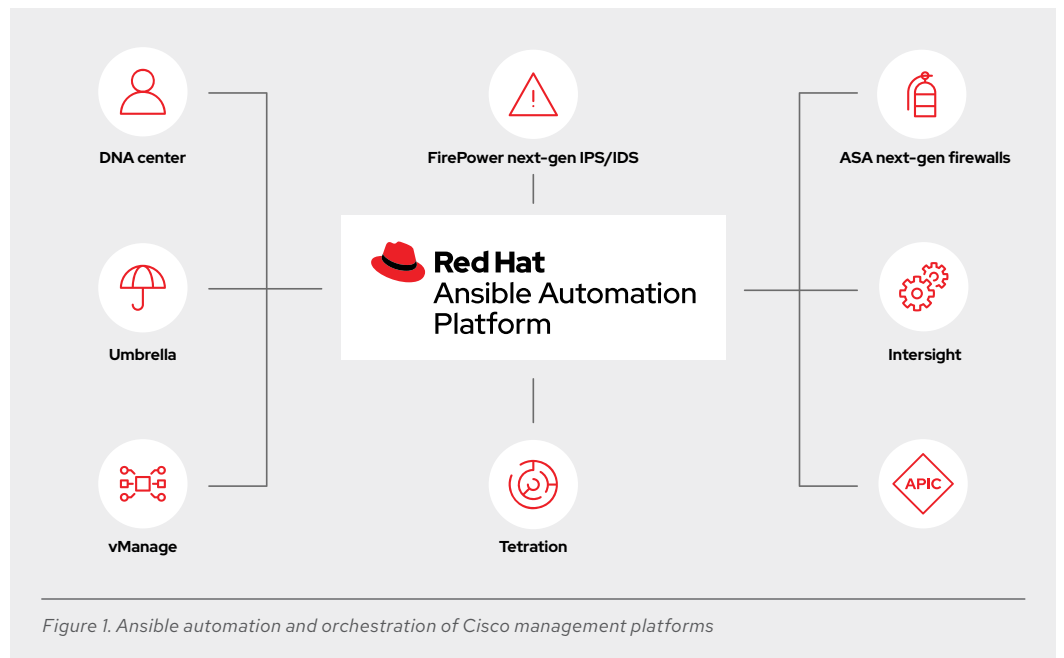 DNA center
FirePower next-gen IPS/IDS
ASA next-gen firewalls
Red Hat
Ansible Automation
Platform
Umbrella
Intersight
APIC
vManage
Tetration
Figure 1. Ansible automation and orchestration of Cisco management platforms